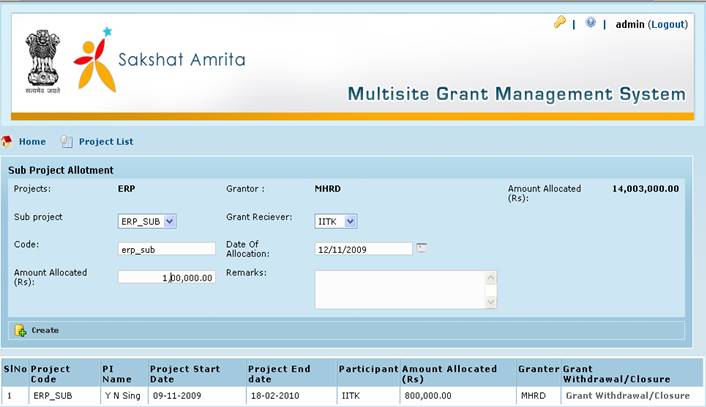 admin (Logout)
सत्यमेव जयते
Sakshat Amrita
Multisite Grant Management System
Home Project List
Sub Project Allotment
Projects: ERP Grantor : MHRD Amount Allocated (Rs): 14,003,000.00
Sub project ERP_SUB Grant Reciever: IITK
Code: erp_sub Date Of Allocation: 12/11/2009
Amount Allocated (Rs): 1,00,000.00 Remarks:
Create
SlNo Project Code PI Name Project Start Date Project End date Participant Amount Allocated (Rs) Granter Grant Withdrawal/Closure
1 ERP_SUB Y N Sing 09-11-2009 18-02-2010 IITK 800,000.00 MHRD Grant Withdrawal/Closure